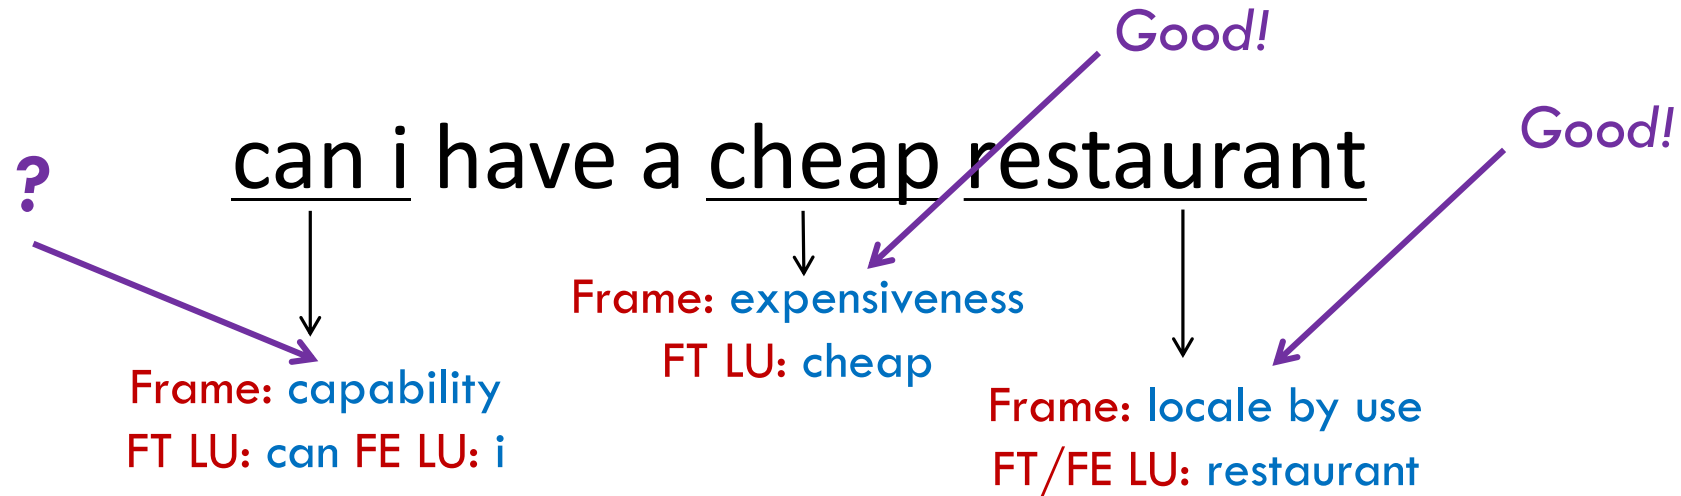 Good!
Good!
?
can i have a cheap restaurant
Frame: expensiveness
FT LU: cheap
Frame: capability
FT LU: can FE LU: i
Frame: locale by use
FT/FE LU: restaurant